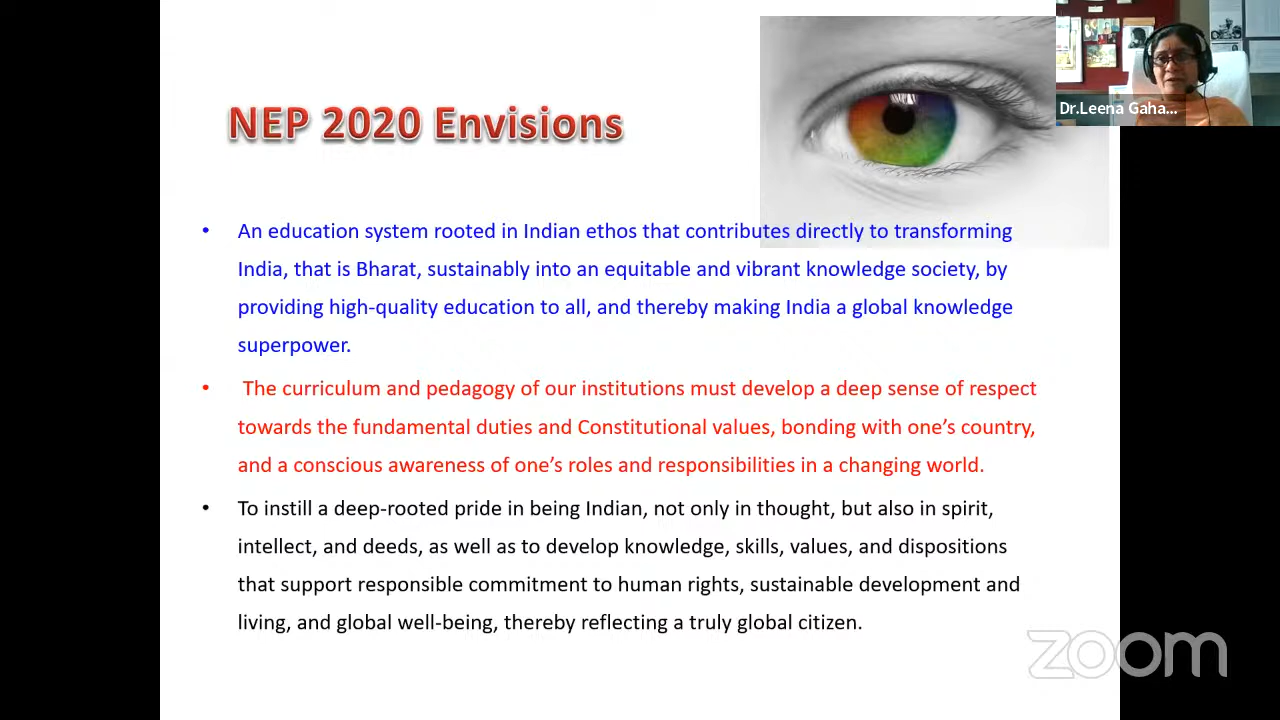 Dr.Leena Gaha...
NEP 2020 Envisions
• An education system rooted in Indian ethos that contributes directly to transforming
India, that is Bharat, sustainably into an equitable and vibrant knowledge society, by
providing high-quality education to all, and thereby making India a global knowledge
superpower.
• The curriculum and pedagogy of our institutions must develop a deep sense of respect
towards the fundamental duties and Constitutional values, bonding with one’s country,
and a conscious awareness of one’s roles and responsibilities in a changing world.
• To instill a deep-rooted pride in being Indian, not only in thought, but also in spirit,
intellect, and deeds, as well as to develop knowledge, skills, values, and dispositions
that support responsible commitment to human rights, sustainable development and
living, and global well-being, thereby reflecting a truly global citizen.
zoom